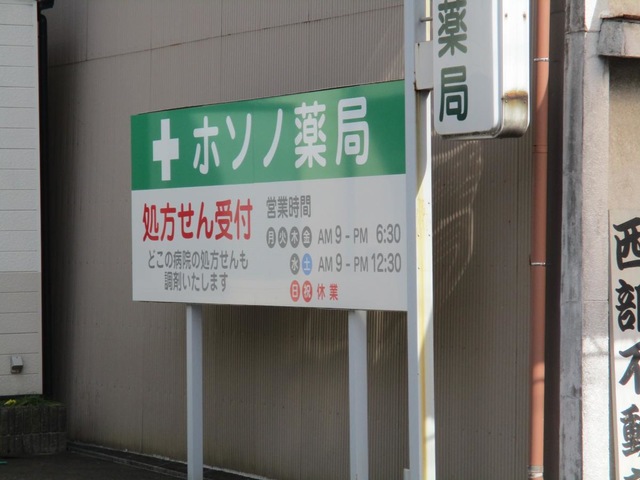 薬局
ホソノ薬局
処方せん受付
どこの病院の処方せんも
調剤いたします
営業時間
月火木金 AM 9 - PM 6:30
水土 AM 9 - PM 12:30
日祝 休業
西部不動